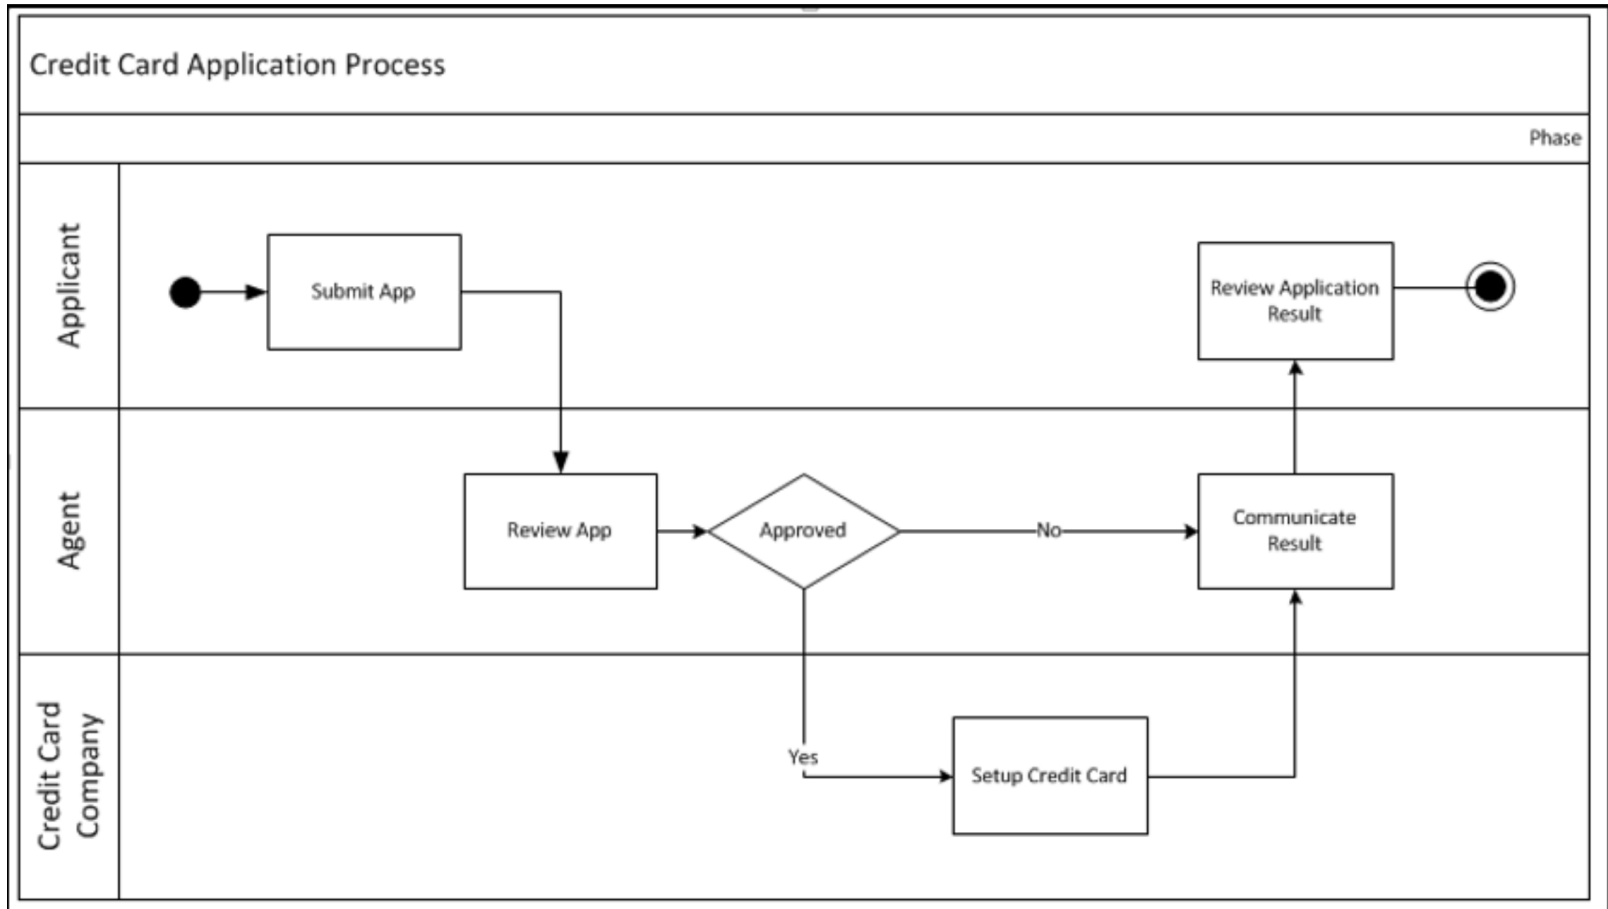 Credit Card Application Process
Phase
Applicant
Submit App
Review Application
Result
Agent
Review App
Approved
No
Communicate
Result
Credit Card
Company
Yes
Setup Credit Card